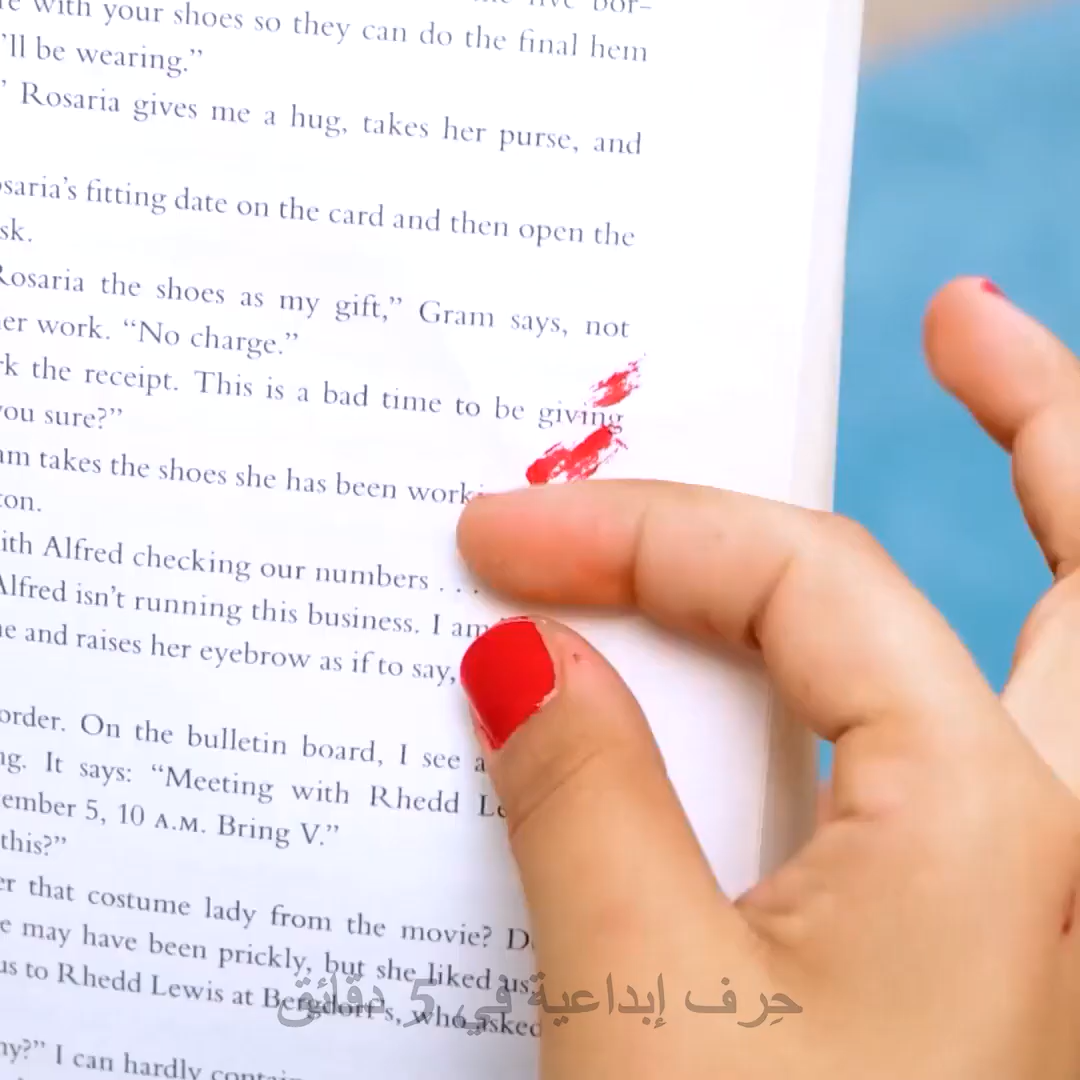 with your shoes so they can do the final hem
'll be wearing.”
Rosaria gives me a hug, takes her purse, and
saria's fitting date on the card and then open the
sk.
Rosaria the shoes as my gift,” Gram says, not
er work. “No charge.”
k the receipt. This is a bad time to be giving
you sure?”
am takes the shoes she has been work
ton.
ith Alfred checking our numbers . . .
Alfred isn't running this business. I am
e and raises her eyebrow as if to say,
order. On the bulletin board, I see a
ng. It says: “Meeting with Rhedd Le
ember 5, 10 A.M. Bring V.”
this?”
er that costume lady from the movie? D
e may have been prickly, but she liked us.
us to Rhedd Lewis at Bergdorf's, who asked
ny?” I can hardly contain
حِرف إبداعية في 5 دقائق